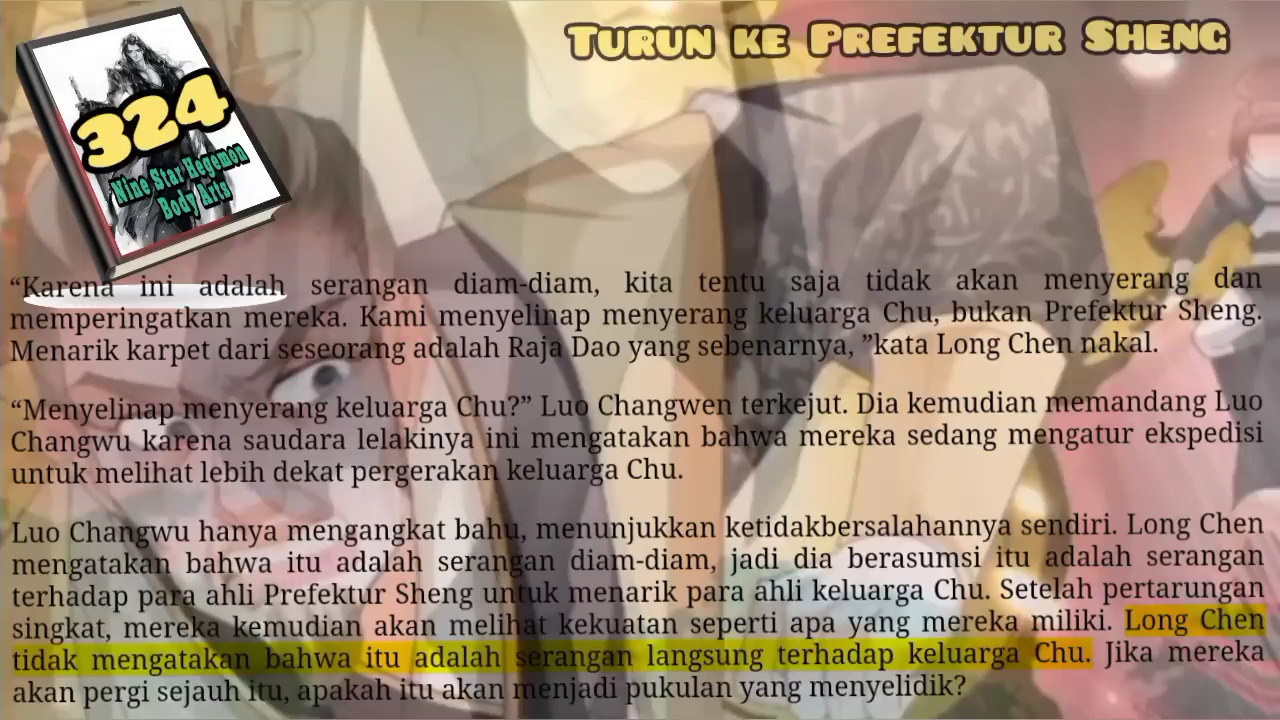 Turun ke Prefektur Sheng
324
Nine Star Hegemon
Body Arts
“Karena ini adalah serangan diam-diam, kita tentu saja tidak akan menyerang dan
memperingatkan mereka. Kami menyelinap menyerang keluarga Chu, bukan Prefektur Sheng.
Menarik karpet dari seseorang adalah Raja Dao yang sebenarnya, ”kata Long Chen nakal.
“Menyelinap menyerang keluarga Chu?” Luo Changwen terkejut. Dia kemudian memandang Luo
Changwu karena saudara lelakinya ini mengatakan bahwa mereka sedang mengatur ekspedisi
untuk melihat lebih dekat pergerakan keluarga Chu.
Luo Changwu hanya mengangkat bahu, menunjukkan ketidakbersalahannya sendiri. Long Chen
mengatakan bahwa itu adalah serangan diam-diam, jadi dia berasumsi itu adalah serangan
terhadap para ahli Prefektur Sheng untuk menarik para ahli keluarga Chu. Setelah pertarungan
singkat, mereka kemudian akan melihat kekuatan seperti apa yang mereka miliki. Long Chen
tidak mengatakan bahwa itu adalah serangan langsung terhadap keluarga Chu. Jika mereka
akan pergi sejauh itu, apakah itu akan menjadi pukulan yang menyelidik?